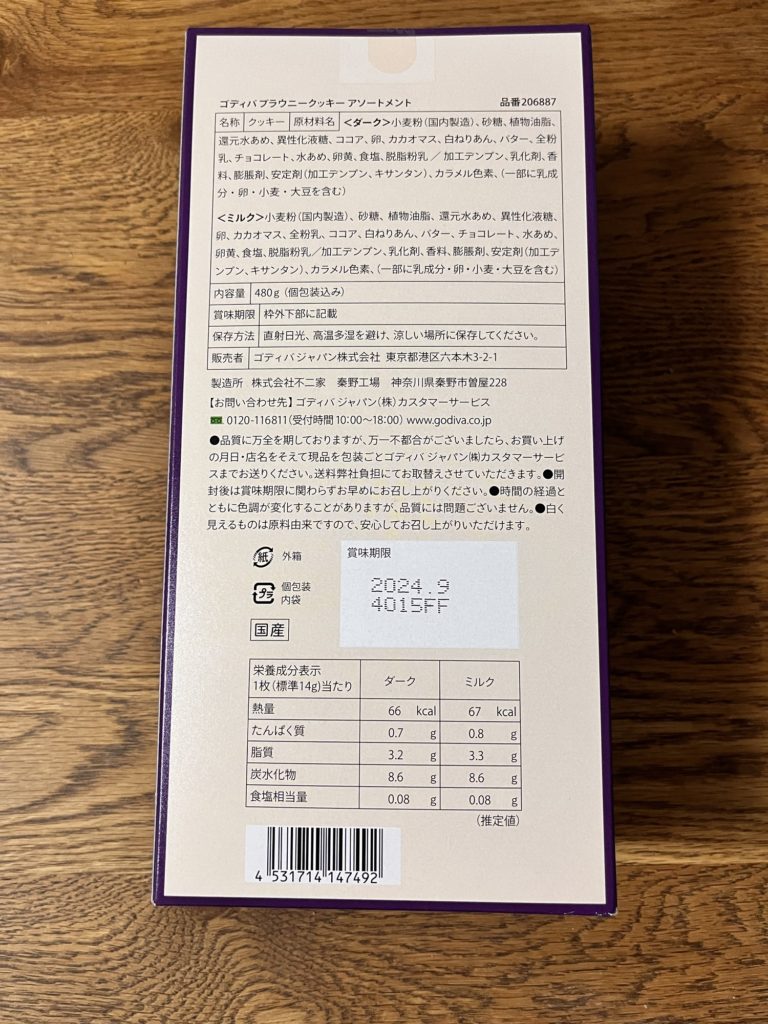 ゴディバ ブラウニークッキー アソートメント 品番206887
名称 クッキー 原材料名 <ダーク>小麦粉(国内製造)、砂糖、植物油脂、
還元水あめ、異性化液糖、ココア、卵、カカオマス、白ねりあん、バター、全粉
乳、チョコレート、水あめ、卵黄、食塩、脱脂粉乳／加工デンプン、乳化剤、香
料、膨脹剤、安定剤(加工デンプン、キサンタン)、カラメル色素、(一部に乳成
分・卵・小麦・大豆を含む)
<ミルク>小麦粉(国内製造)、砂糖、植物油脂、還元水あめ、異性化液糖、
卵、カカオマス、全粉乳、ココア、白ねりあん、バター、チョコレート、水あめ、
卵黄、食塩、脱脂粉乳／加工デンプン、乳化剤、香料、膨脹剤、安定剤(加工デ
ンプン、キサンタン)、カラメル色素、(一部に乳成分・卵・小麦・大豆を含む)
内容量 480g (個包装込み)
賞味期限 枠外下部に記載
保存方法 直射日光、高温多湿を避け、涼しい場所に保存してください。
販売者 ゴディバ ジャパン株式会社 東京都港区六本木3-2-1
製造所 株式会社不二家 秦野工場 神奈川県秦野市曽屋228
【お問い合わせ先】ゴディバ ジャパン(株)カスタマーサービス
0120-116811(受付時間10:00〜18:00) www.godiva.co.jp
●品質に万全を期しておりますが、万一不都合がございましたら、お買い上げ
の月日・店名をそえて現品を包装ごとゴディバ ジャパン㈱カスタマーサービ
スまでお送りください。送料弊社負担にてお取替えさせていただきます。●開
封後は賞味期限に関わらずお早めにお召し上がりください。●時間の経過と
ともに色調が変化することがありますが、品質には問題ございません。●白く
見えるものは原料由来ですので、安心してお召し上がりいただけます。
紙 外箱
プラ 個包装
内袋
国産
賞味期限
2024.9
4015FF
栄養成分表示
1枚(標準14g)当たり ダーク ミルク
熱量 66 kcal 67 kcal
たんぱく質 0.7 g 0.8 g
脂質 3.2 g 3.3 g
炭水化物 8.6 g 8.6 g
食塩相当量 0.08 g 0.08 g
(推定値)
4 531714 147492